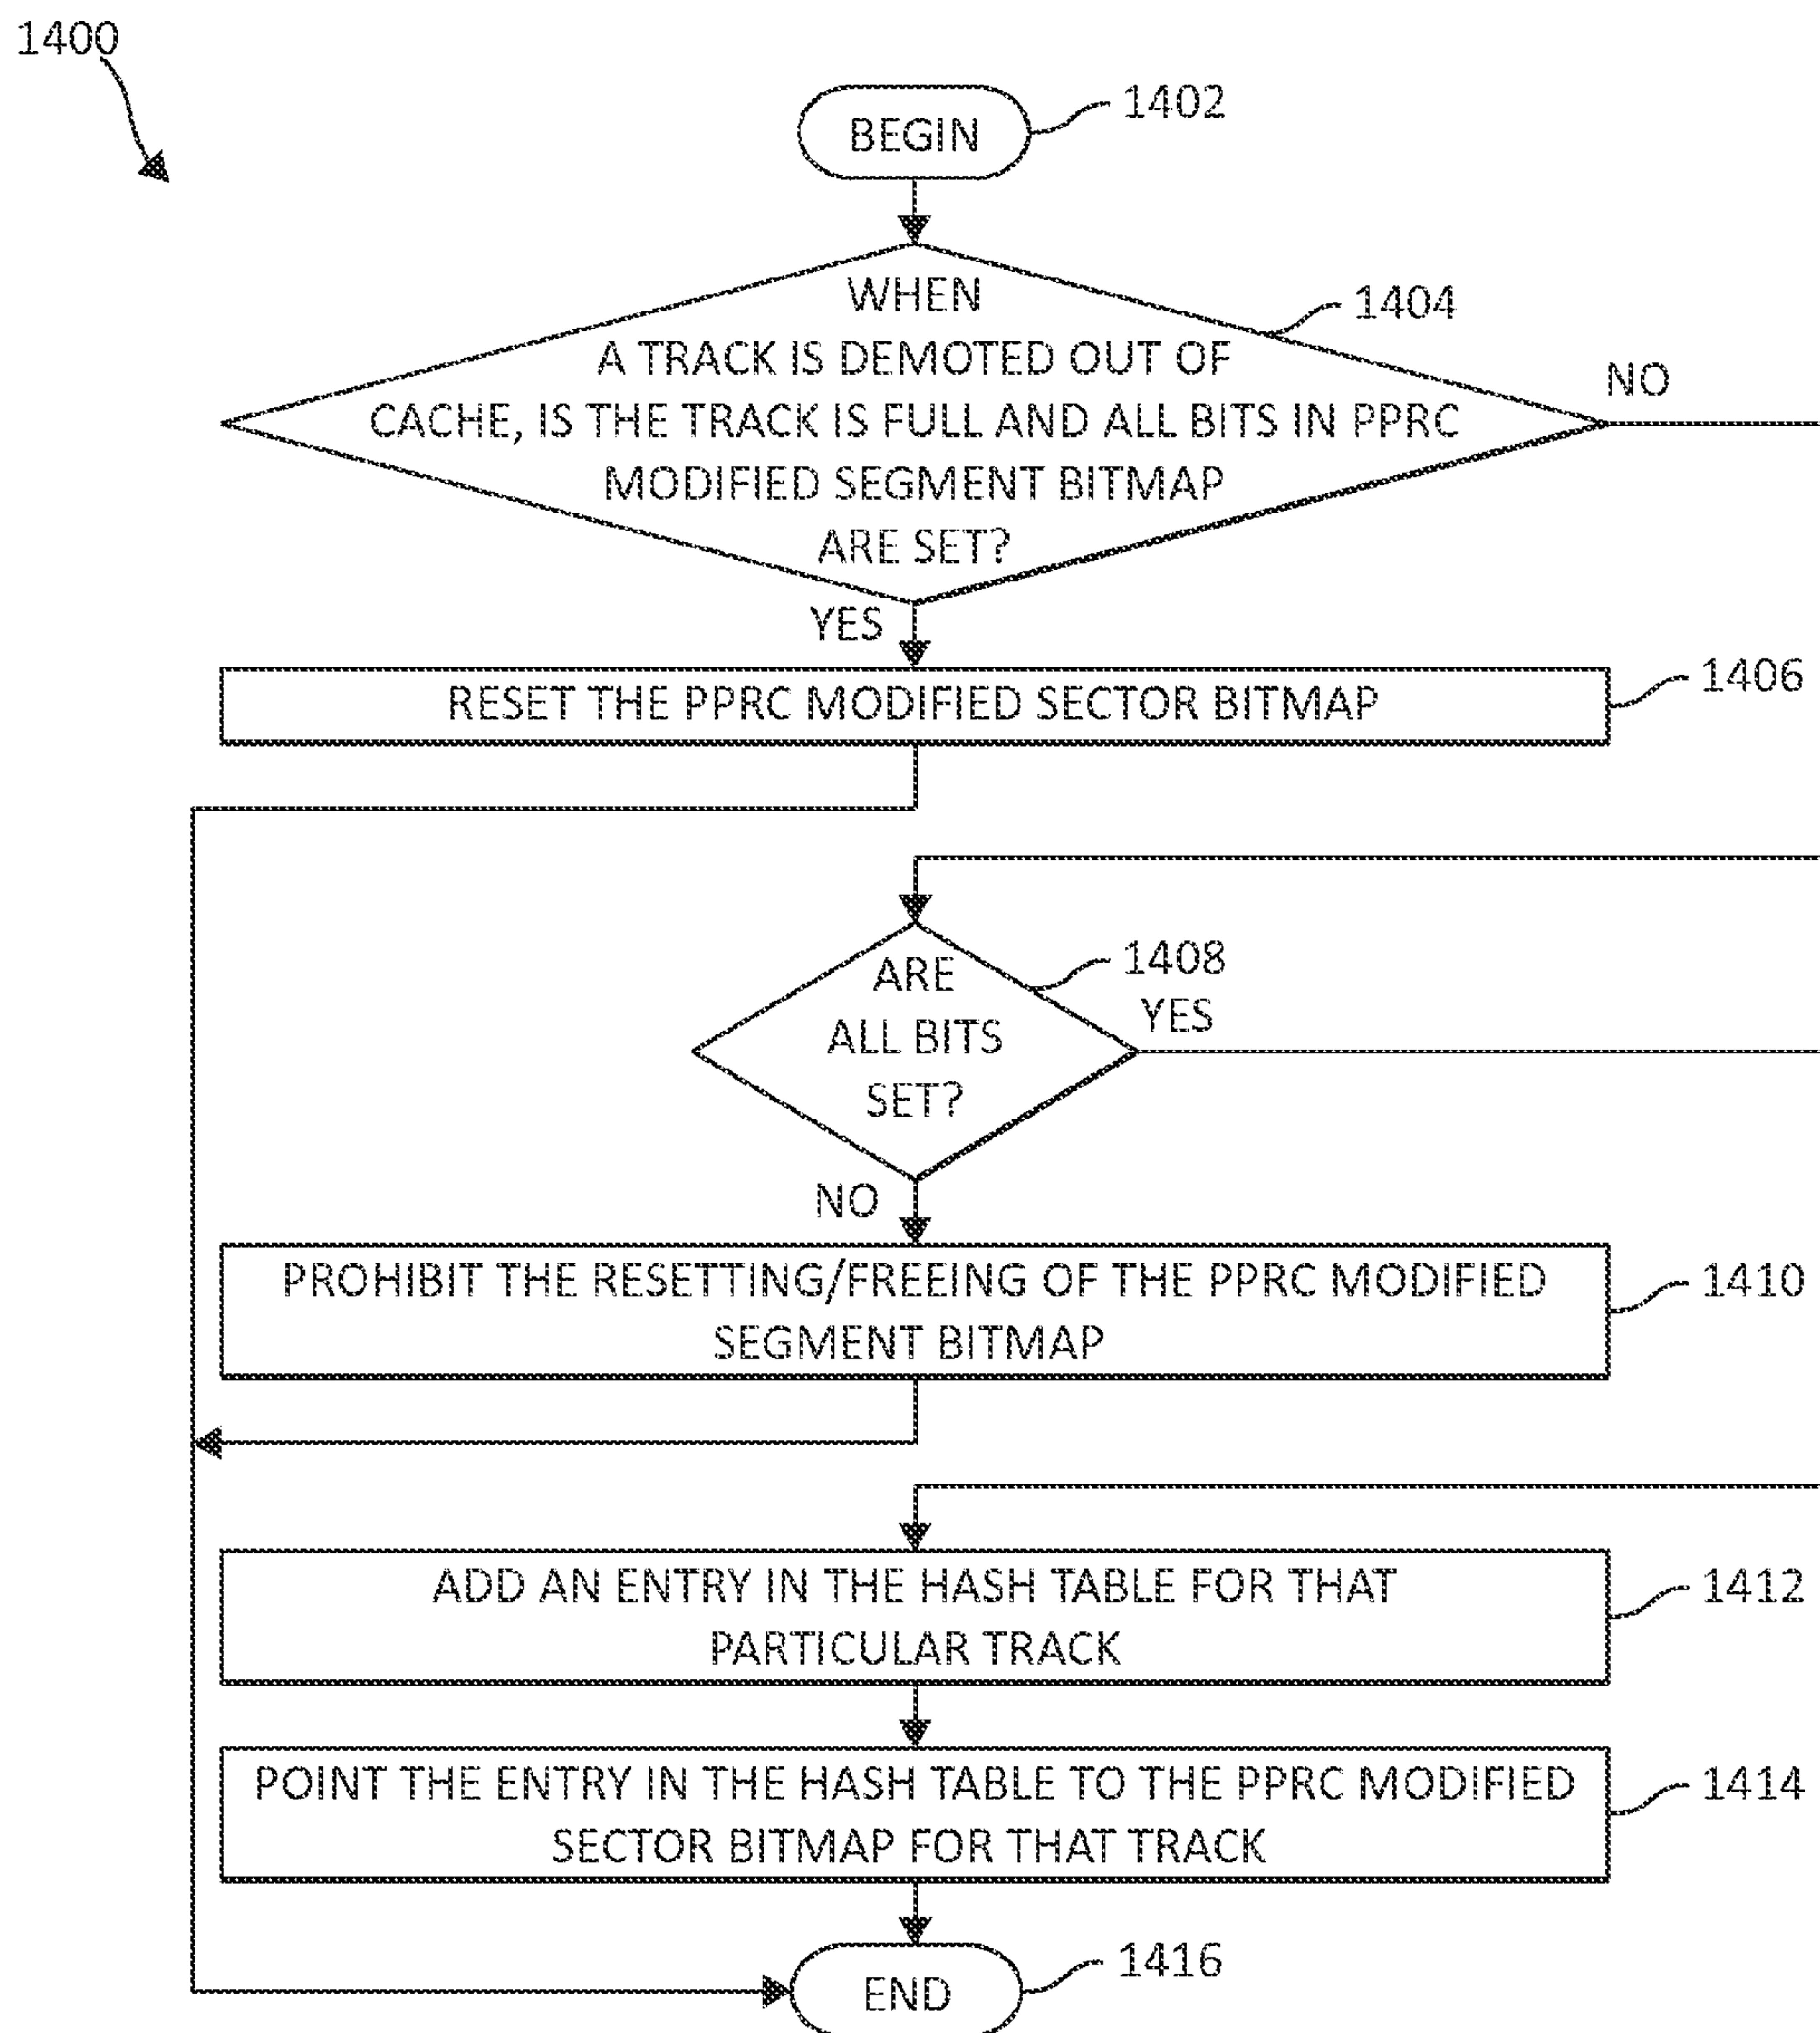 1400
BEGIN
1402
WHEN
A TRACK IS DEMOTED OUT OF
CACHE, IS THE TRACK IS FULL AND ALL BITS IN PPRC
MODIFIED SEGMENT BITMAP
ARE SET?
1404
NO
YES
RESET THE PPRC MODIFIED SECTOR BITMAP
1406
ARE
ALL BITS
SET?
1408
YES
NO
PROHIBIT THE RESETTING/FREEING OF THE PPRC MODIFIED
SEGMENT BITMAP
1410
ADD AN ENTRY IN THE HASH TABLE FOR THAT
PARTICULAR TRACK
1412
POINT THE ENTRY IN THE HASH TABLE TO THE PPRC MODIFIED
SECTOR BITMAP FOR THAT TRACK
1414
END
1416